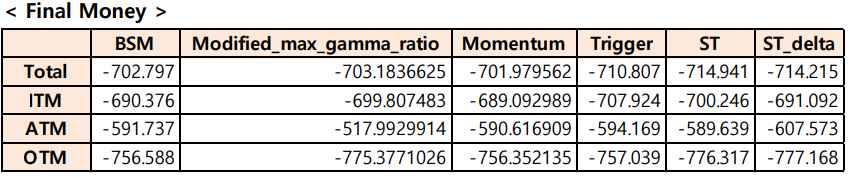 < Final Money >
BSM Modified_max_gamma_ratio Momentum Trigger ST ST_delta
Total -702.797 -703.1836625 -701.979562 -710.807 -714.941 -714.215
ITM -690.376 -699.807483 -689.092989 -707.924 -700.246 -691.092
ATM -591.737 -517.9929914 -590.616909 -594.169 -589.639 -607.573
OTM -756.588 -775.3771026 -756.352135 -757.039 -776.317 -777.168